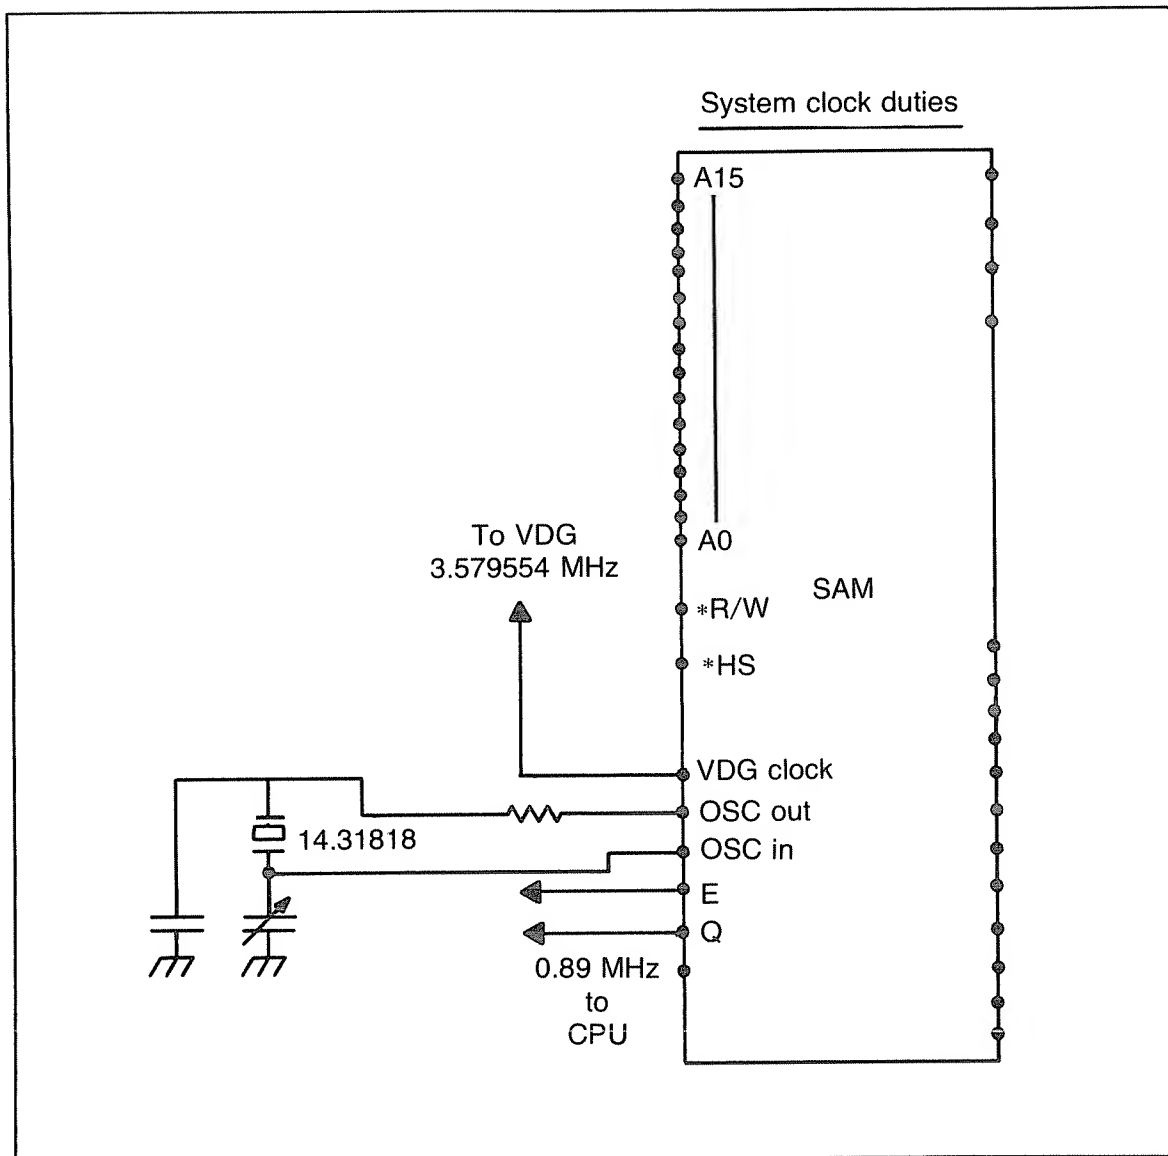 System clock duties
A15
A0
To VDG
3.579554 MHz
SAM
*R/W
*HS
VDG clock
OSC out
14.31818
OSC in
E
Q
0.89 MHz
to
CPU